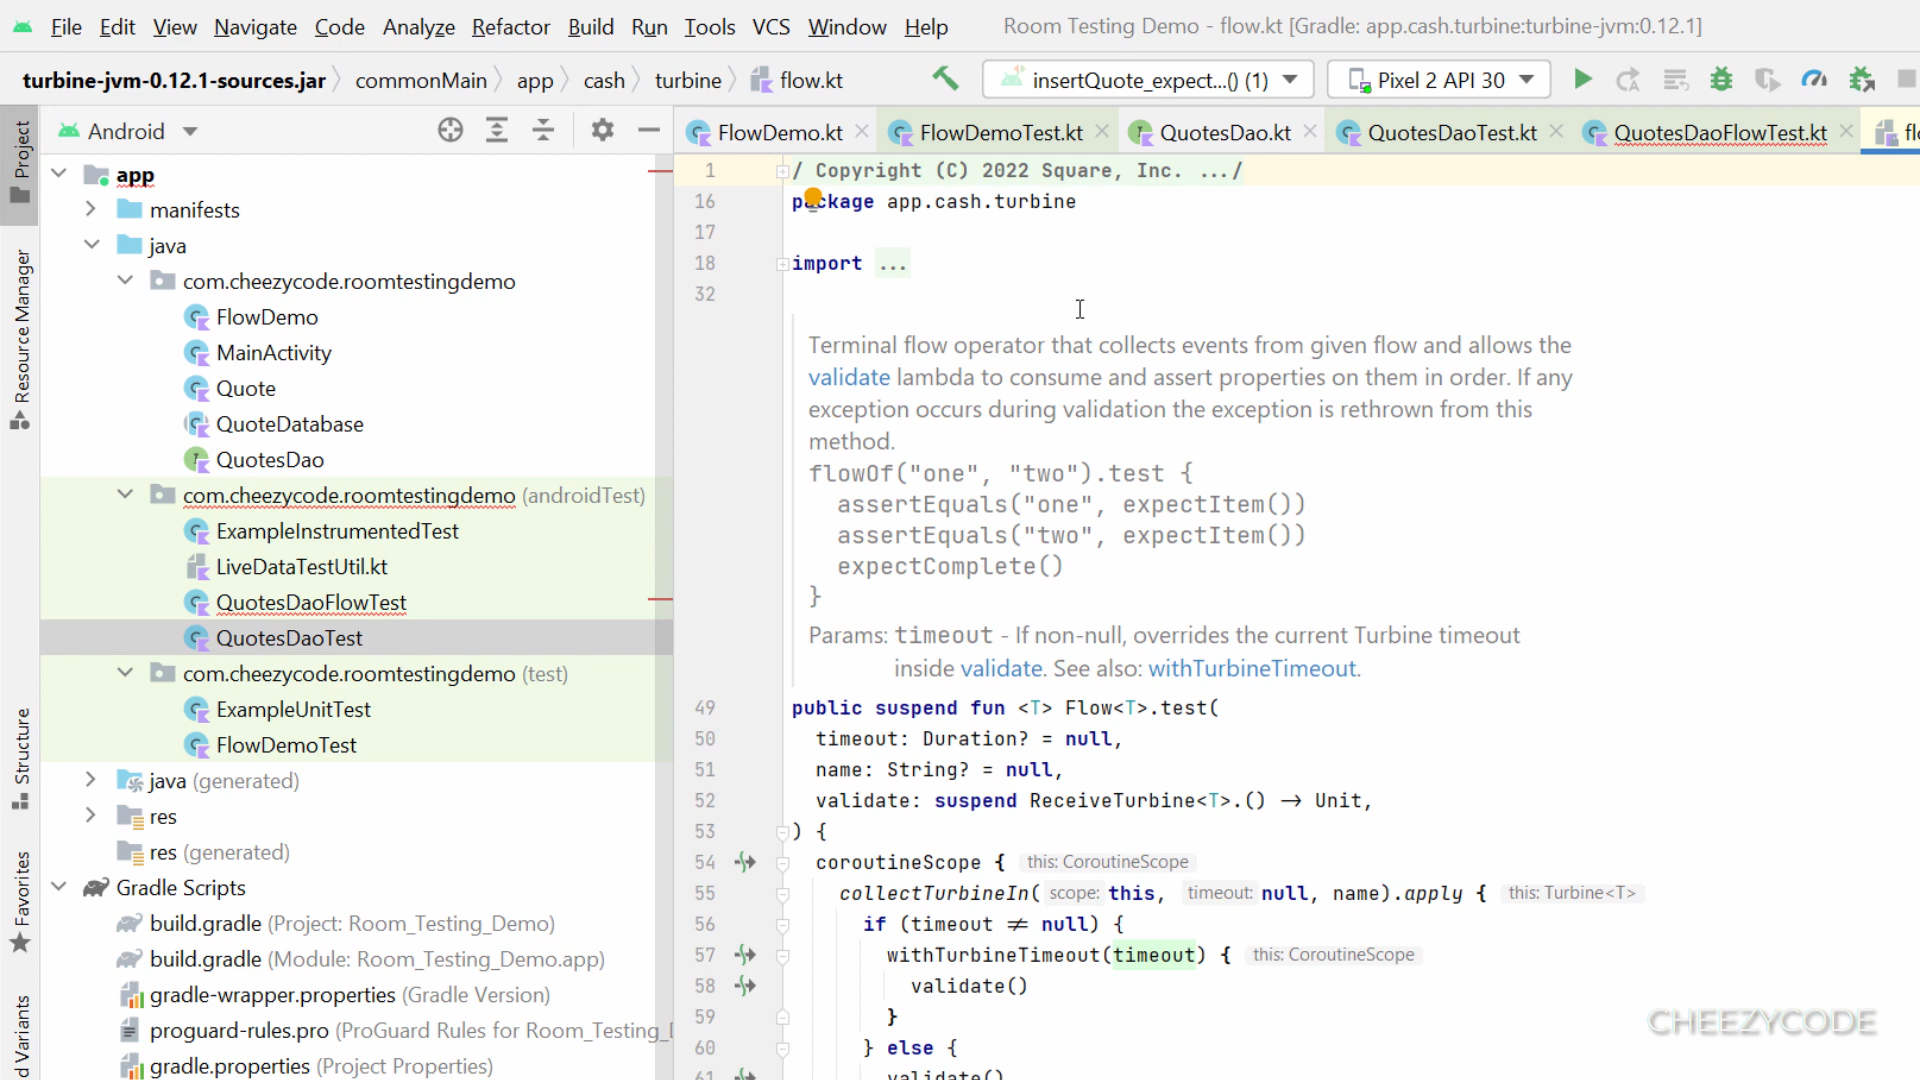 File Edit View Navigate Code Analyze Refactor Build Run Tools VCS Window Help Room Testing Demo - flow.kt [Gradle: app.cash.turbine:turbine-jvm:0.12.1]
turbine-jvm-0.12.1-sources.jar commonMain app cash turbine flow.kt insertQuote_expect...() (1) Pixel 2 API 30
Android FlowDemo.kt FlowDemoTest.kt QuotesDao.kt QuotesDaoTest.kt QuotesDaoFlowTest.kt
Project
Resource Manager
Structure
Favorites
app
manifests
java
com.cheezycode.roomtestingdemo
FlowDemo
MainActivity
Quote
QuoteDatabase
QuotesDao
com.cheezycode.roomtestingdemo (androidTest)
ExampleInstrumentedTest
LiveDataTestUtil.kt
QuotesDaoFlowTest
QuotesDaoTest
com.cheezycode.roomtestingdemo (test)
ExampleUnitTest
FlowDemoTest
java (generated)
res
res (generated)
Gradle Scripts
build.gradle (Project: Room_Testing_Demo)
build.gradle (Module: Room_Testing_Demo.app)
gradle-wrapper.properties (Gradle Version)
proguard-rules.pro (ProGuard Rules for Room_Testing_
gradle.properties (Project Properties)
1 / Copyright (C) 2022 Square, Inc. .../
16 package app.cash.turbine
17
18 import ...
32
Terminal flow operator that collects events from given flow and allows the
validate lambda to consume and assert properties on them in order. If any
exception occurs during validation the exception is rethrown from this
method.
flowOf("one", "two").test {
assertEquals("one", expectItem())
assertEquals("two", expectItem())
expectComplete()
}
Params: timeout - If non-null, overrides the current Turbine timeout
inside validate. See also: withTurbineTimeout.
49 public suspend fun <T> Flow<T>.test(
50 timeout: Duration? = null,
51 name: String? = null,
52 validate: suspend ReceiveTurbine<T>.() → Unit,
53 ) {
54 coroutineScope { this: CoroutineScope
55 collectTurbineIn( scope: this, timeout: null, name).apply { this: Turbine<T>
56 if (timeout ≠ null) {
57 withTurbineTimeout(timeout) { this: CoroutineScope
58 validate()
59 }
60 } else {
61 validate()
CHEEZYCODE